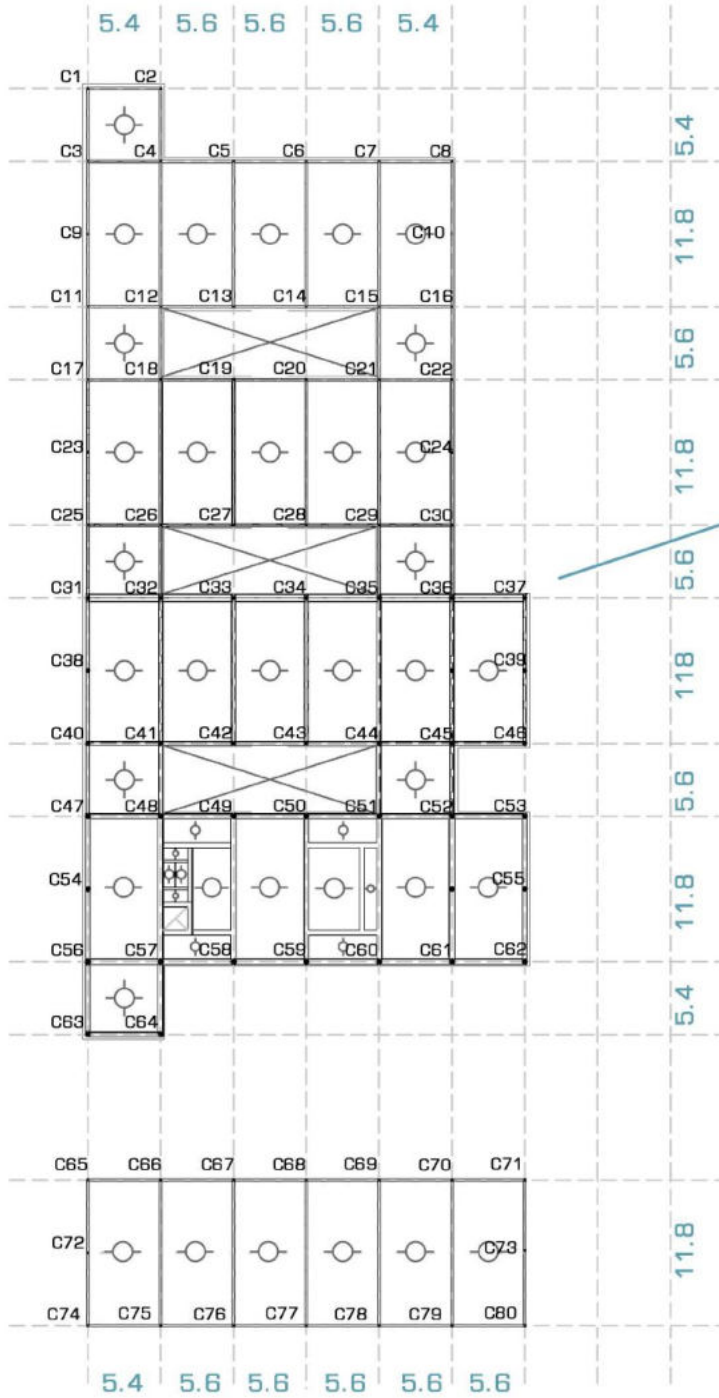 5.4 5.6 5.6 5.6 5.4
C1 C2
5.4
C3 C4 C5 C6 C7 C8
C9 C10 11.8
C11 C12 C13 C14 C15 C16
5.6
C17 C18 C19 C20 C21 C22
C23 C24 11.8
C25 C26 C27 C28 C29 C30
5.6
C31 C32 C33 C34 C35 C36 C37
C38 C39 118
C40 C41 C42 C43 C44 C45 C46
5.6
C47 C48 C49 C50 C51 C52 C53
C54 C55 11.8
C56 C57 C58 C59 C60 C61 C62
5.4
C63 C64
C65 C66 C67 C68 C69 C70 C71
C72 C73 11.8
C74 C75 C76 C77 C78 C79 C80
5.4 5.6 5.6 5.6 5.6 5.6